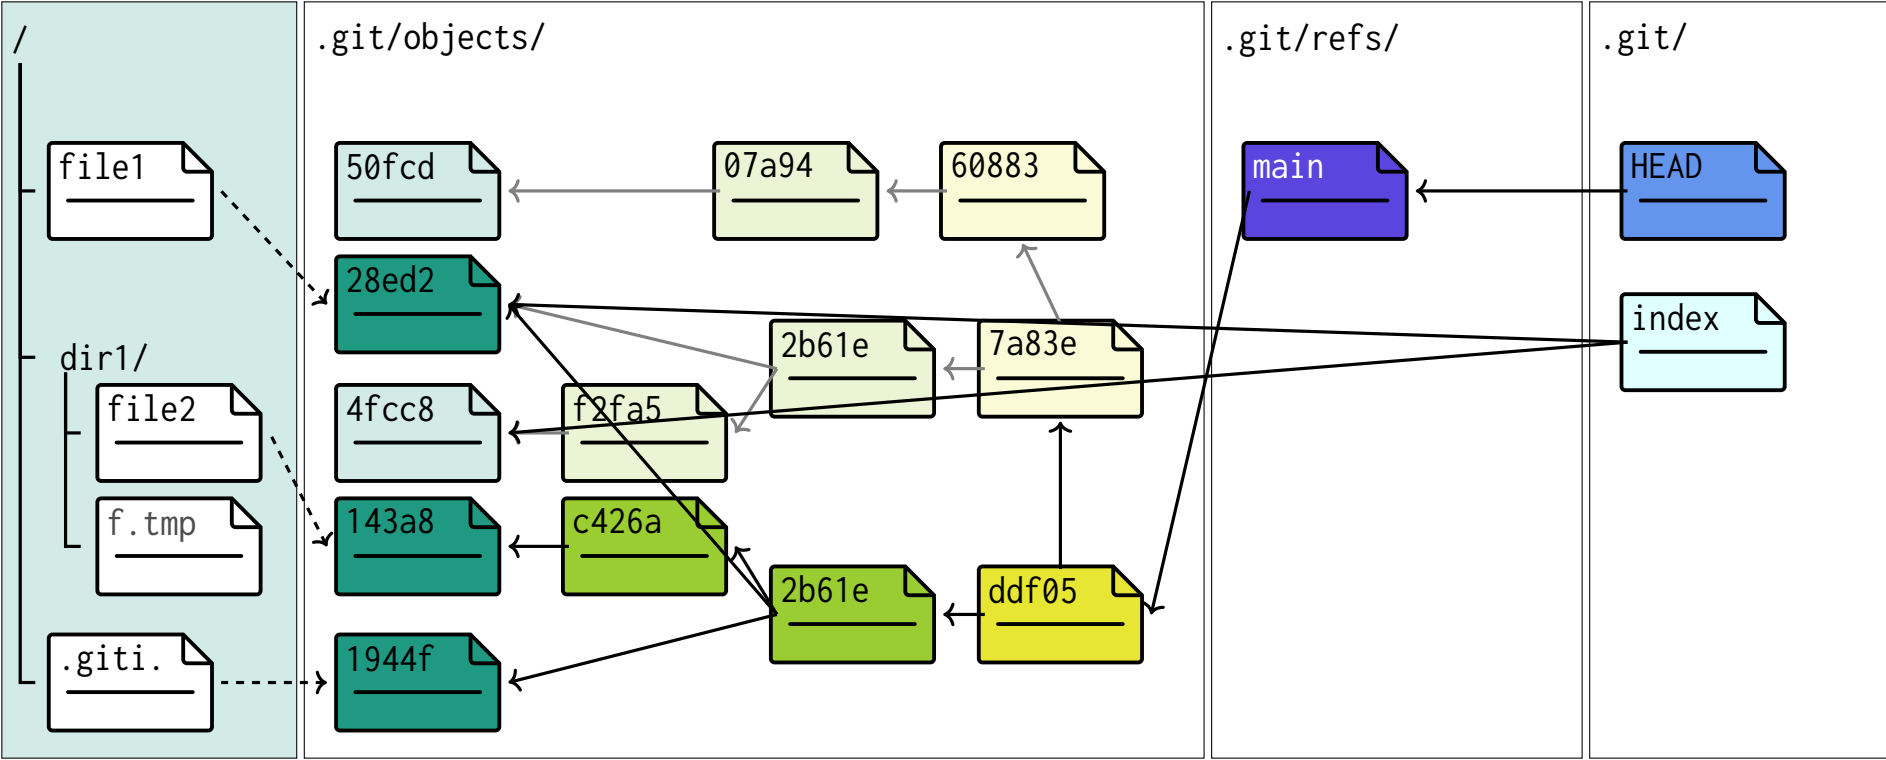 /
file1
dir1/
file2
f.tmp
.giti.
.git/objects/
50fcd
07a94
60883
28ed2
2b61e
7a83e
4fcc8
f2fa5
143a8
c426a
2b61e
ddf05
1944f
.git/refs/
main
.git/
HEAD
index